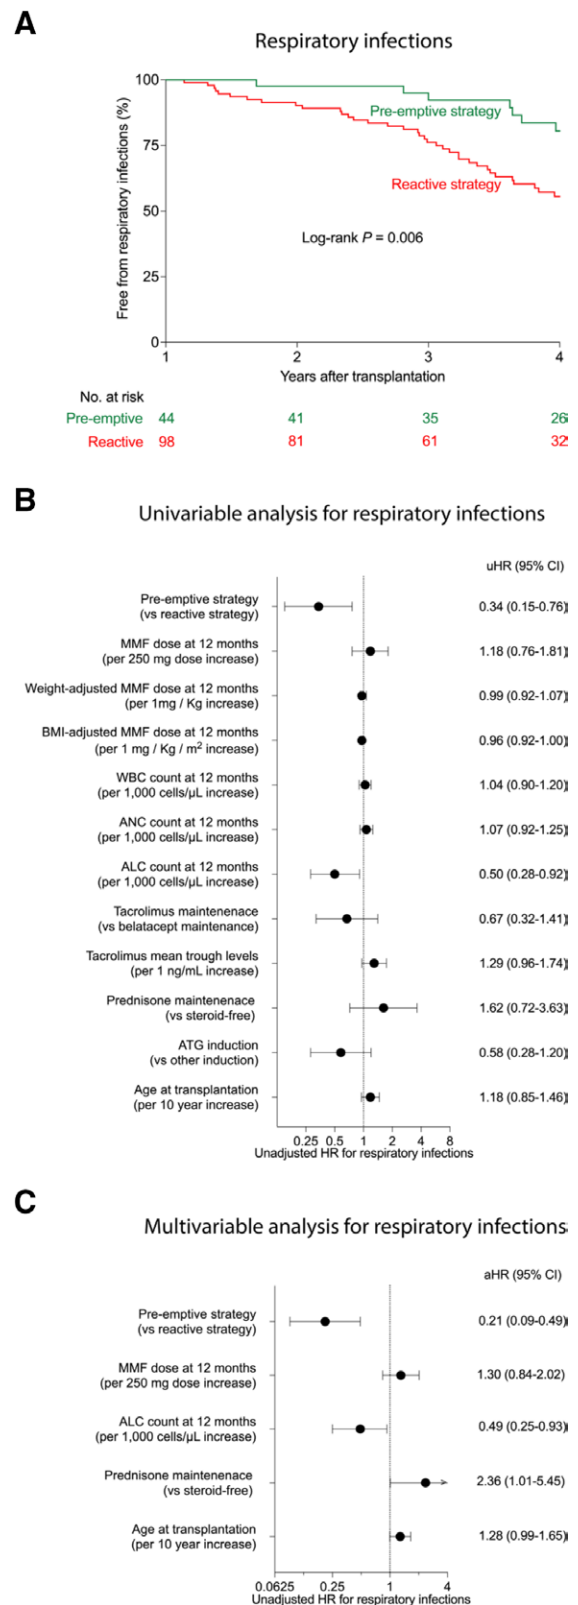 A
Respiratory infections
Free from respiratory infections (%)
100
75
50
25
0
Pre-emptive strategy
Reactive strategy
Log-rank P = 0.006
1 2 3 4
Years after transplantation
No. at risk
Pre-emptive 44 41 35 26
Reactive 98 81 61 32
B
Univariable analysis for respiratory infections
uHR (95% CI)
Pre-emptive strategy
(vs reactive strategy)
0.34 (0.15-0.76)
MMF dose at 12 months
(per 250 mg dose increase)
1.18 (0.76-1.81)
Weight-adjusted MMF dose at 12 months
(per 1mg / Kg increase)
0.99 (0.92-1.07)
BMI-adjusted MMF dose at 12 months
(per 1 mg / Kg / m² increase)
0.96 (0.92-1.00)
WBC count at 12 months
(per 1,000 cells/µL increase)
1.04 (0.90-1.20)
ANC count at 12 months
(per 1,000 cells/µL increase)
1.07 (0.92-1.25)
ALC count at 12 months
(per 1,000 cells/µL increase)
0.50 (0.28-0.92)
Tacrolimus maintenenace
(vs belatacept maintenance)
0.67 (0.32-1.41)
Tacrolimus mean trough levels
(per 1 ng/mL increase)
1.29 (0.96-1.74)
Prednisone maintenenace
(vs steroid-free)
1.62 (0.72-3.63)
ATG induction
(vs other induction)
0.58 (0.28-1.20)
Age at transplantation
(per 10 year increase)
1.18 (0.85-1.46)
0.25 0.5 1 2 4 8
Unadjusted HR for respiratory infections
C
Multivariable analysis for respiratory infections
aHR (95% CI)
Pre-emptive strategy
(vs reactive strategy)
0.21 (0.09-0.49)
MMF dose at 12 months
(per 250 mg dose increase)
1.30 (0.84-2.02)
ALC count at 12 months
(per 1,000 cells/µL increase)
0.49 (0.25-0.93)
Prednisone maintenenace
(vs steroid-free)
2.36 (1.01-5.45)
Age at transplantation
(per 10 year increase)
1.28 (0.99-1.65)
0.0625 0.25 1 4
Unadjusted HR for respiratory infections